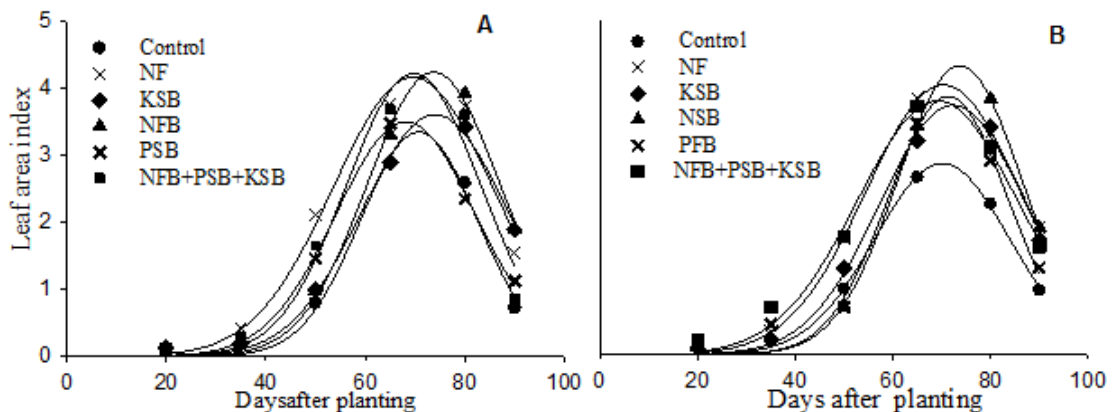 A
Control
NF
KSB
NFB
PSB
NFB+PSB+KSB
Leaf area index
5
4
3
2
1
0
0 20 40 60 80 100
Daysafter planting
B
Control
NF
KSB
NSB
PFB
NFB+PSB+KSB
0 20 40 60 80 100
Days after planting